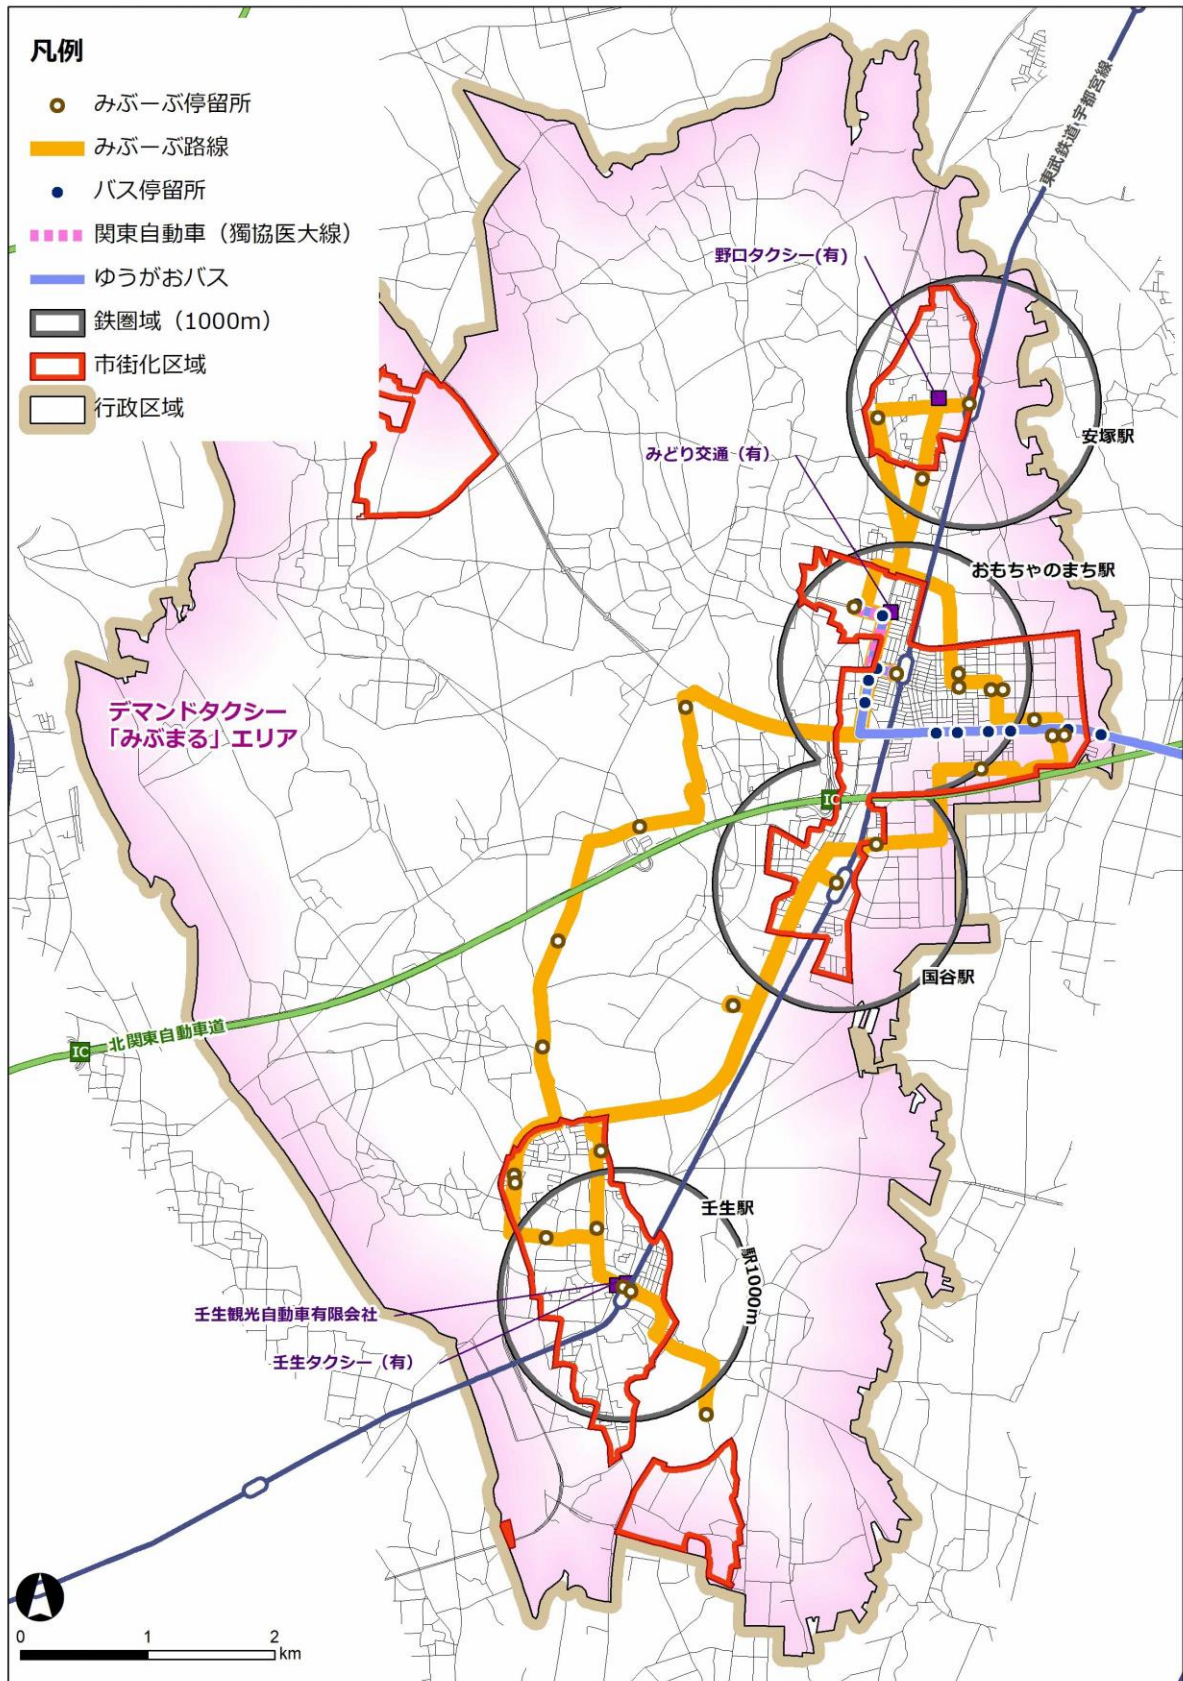 凡例
みぶーぶ停留所
みぶーぶ路線
バス停留所
関東自動車（獨協医大線）
ゆうがおバス
鉄圏域（1000m）
市街化区域
行政区域
東武鉄道 宇都宮線
野口タクシー(有)
安塚駅
みどり交通（有）
おもちゃのまち駅
デマンドタクシー
「みぶまる」エリア
IC
国谷駅
IC
北関東自動車道
壬生駅
駅1000m
壬生観光自動車有限会社
壬生タクシー（有）
0 1 2
km